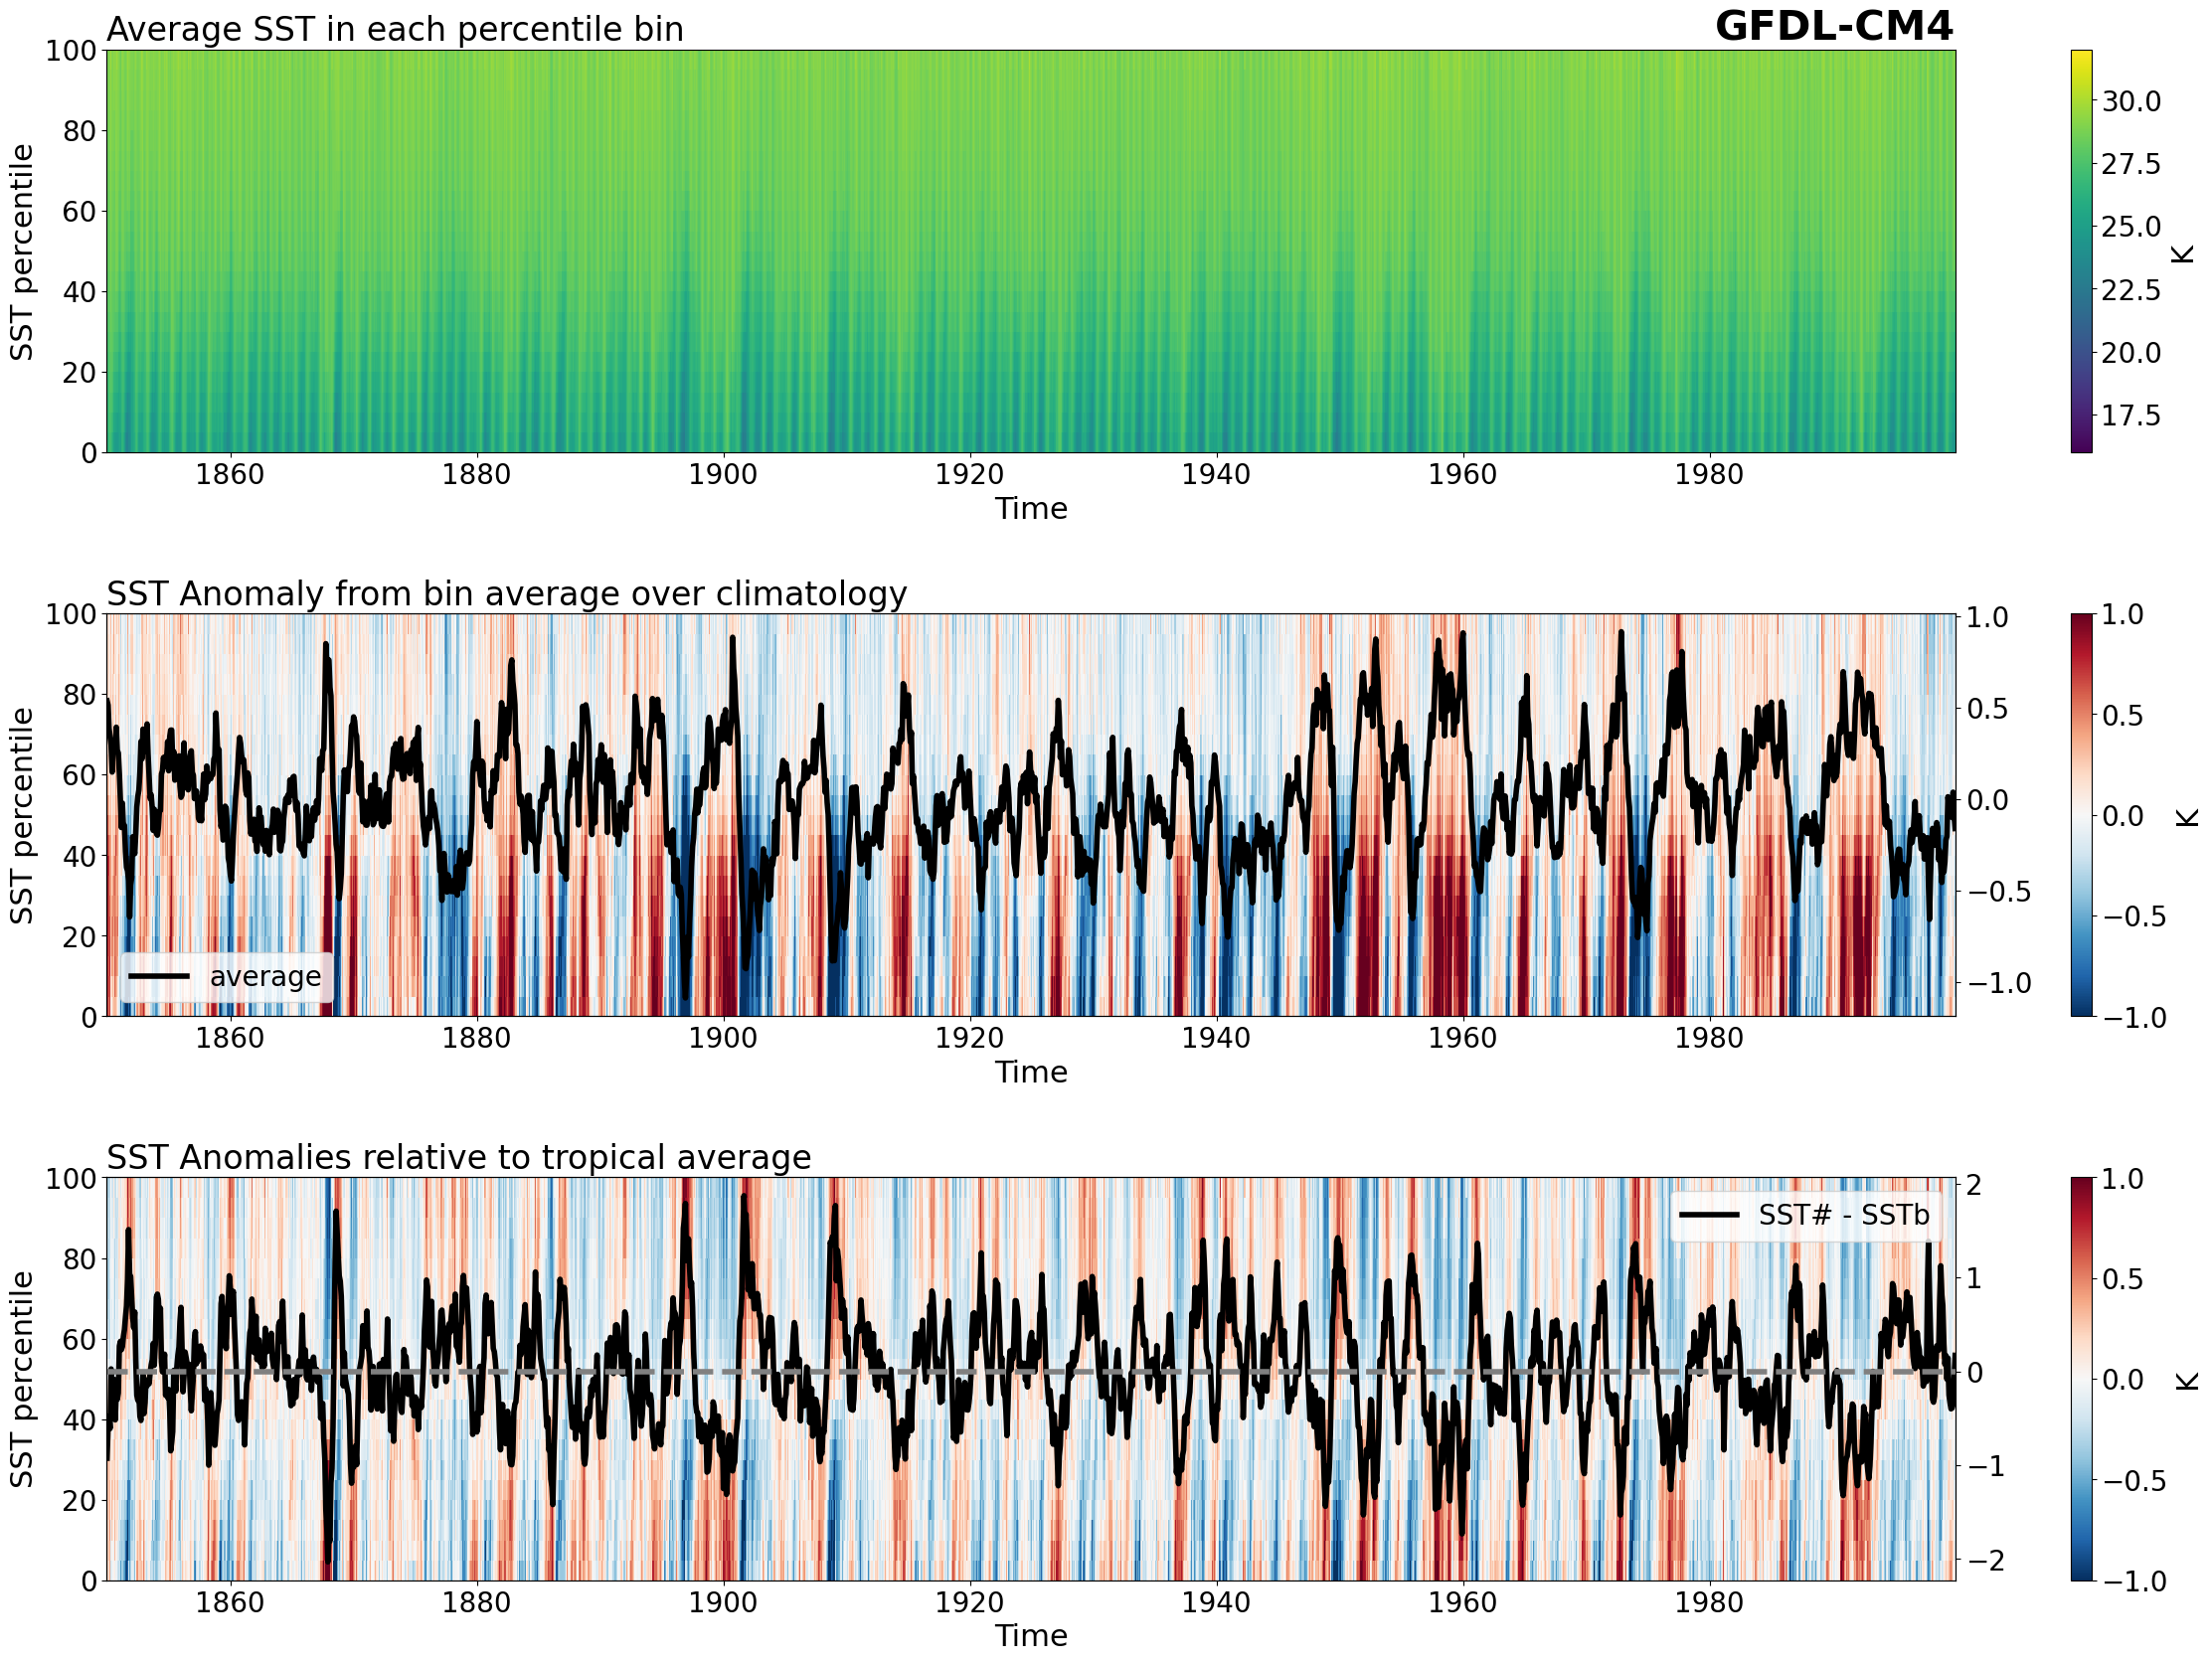 Average SST in each percentile bin
GFDL-CM4
100
80
60
40
20
0
SST percentile
1860 1880 1900 1920 1940 1960 1980
Time
30.0
27.5
25.0
22.5
20.0
17.5
K
SST Anomaly from bin average over climatology
100
80
60
40
20
0
SST percentile
average
1.0
0.5
0.0
−0.5
−1.0
1860 1880 1900 1920 1940 1960 1980
Time
1.0
0.5
0.0
−0.5
−1.0
K
SST Anomalies relative to tropical average
100
80
60
40
20
0
SST percentile
SST# - SSTb
2
1
0
−1
−2
1860 1880 1900 1920 1940 1960 1980
Time
1.0
0.5
0.0
−0.5
−1.0
K